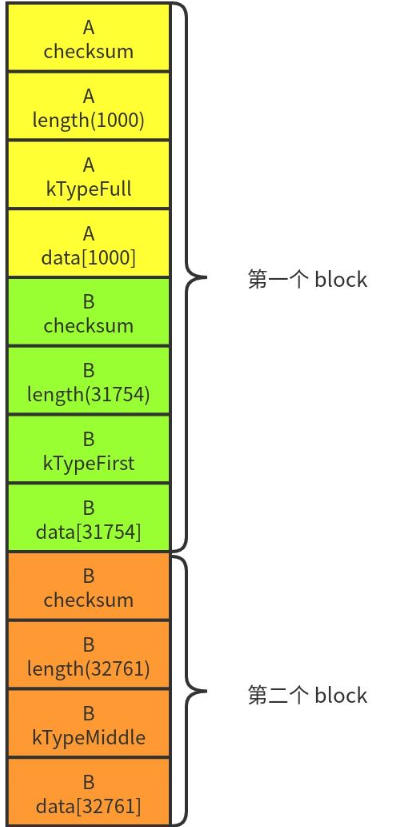 A
checksum
A
length(1000)
A
kTypeFull
A
data[1000]
B
checksum
B
length(31754)
B
kTypeFirst
B
data[31754]
第一个 block
B
checksum
B
length(32761)
B
kTypeMiddle
B
data[32761]
第二个 block